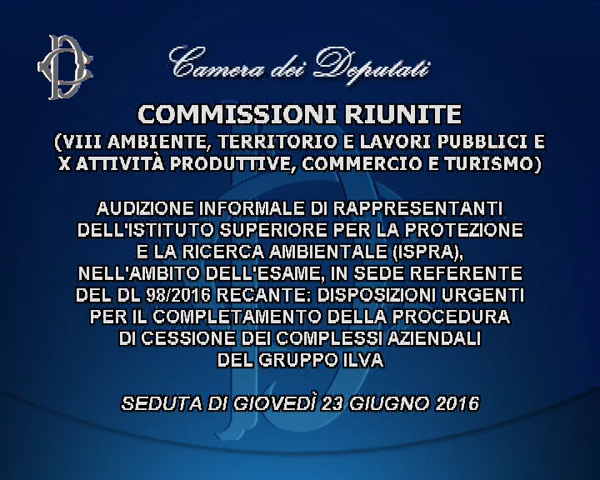 Camera dei Deputati
COMMISSIONI RIUNITE
(VIII AMBIENTE, TERRITORIO E LAVORI PUBBLICI E
X ATTIVITÀ PRODUTTIVE, COMMERCIO E TURISMO)
AUDIZIONE INFORMALE DI RAPPRESENTANTI
DELL'ISTITUTO SUPERIORE PER LA PROTEZIONE
E LA RICERCA AMBIENTALE (ISPRA),
NELL'AMBITO DELL'ESAME, IN SEDE REFERENTE
DEL DL 98/2016 RECANTE: DISPOSIZIONI URGENTI
PER IL COMPLETAMENTO DELLA PROCEDURA
DI CESSIONE DEI COMPLESSI AZIENDALI
DEL GRUPPO ILVA
SEDUTA DI GIOVEDÌ 23 GIUGNO 2016